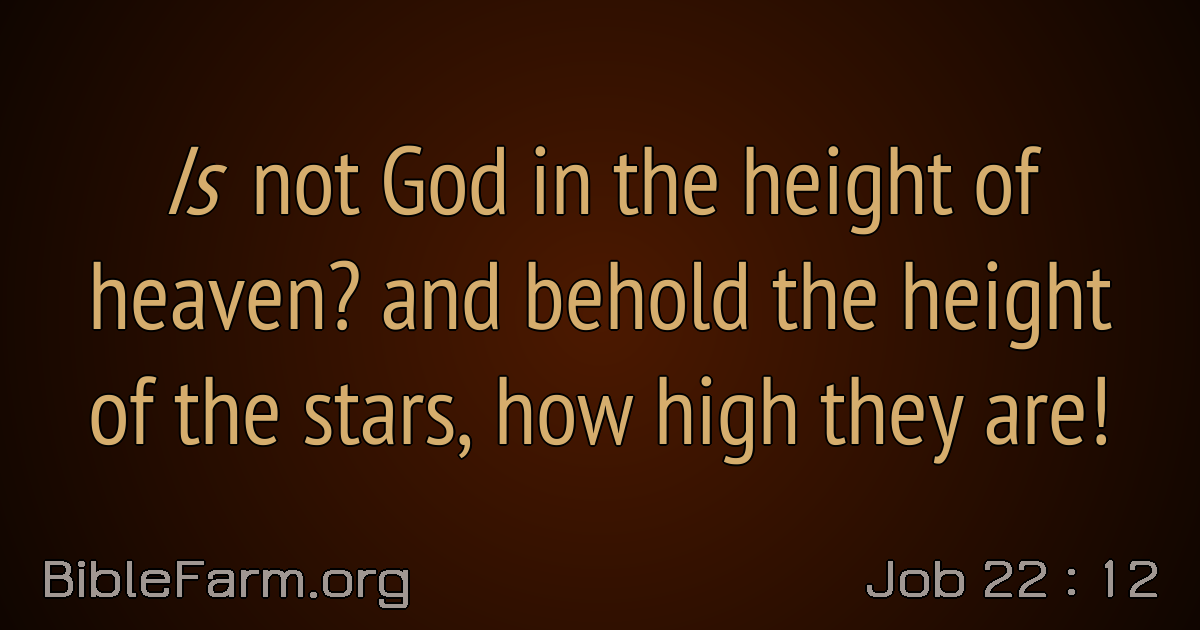 Is not God in the height of
heaven? and behold the height
of the stars, how high they are!
BibleFarm.org
Job 22 : 12